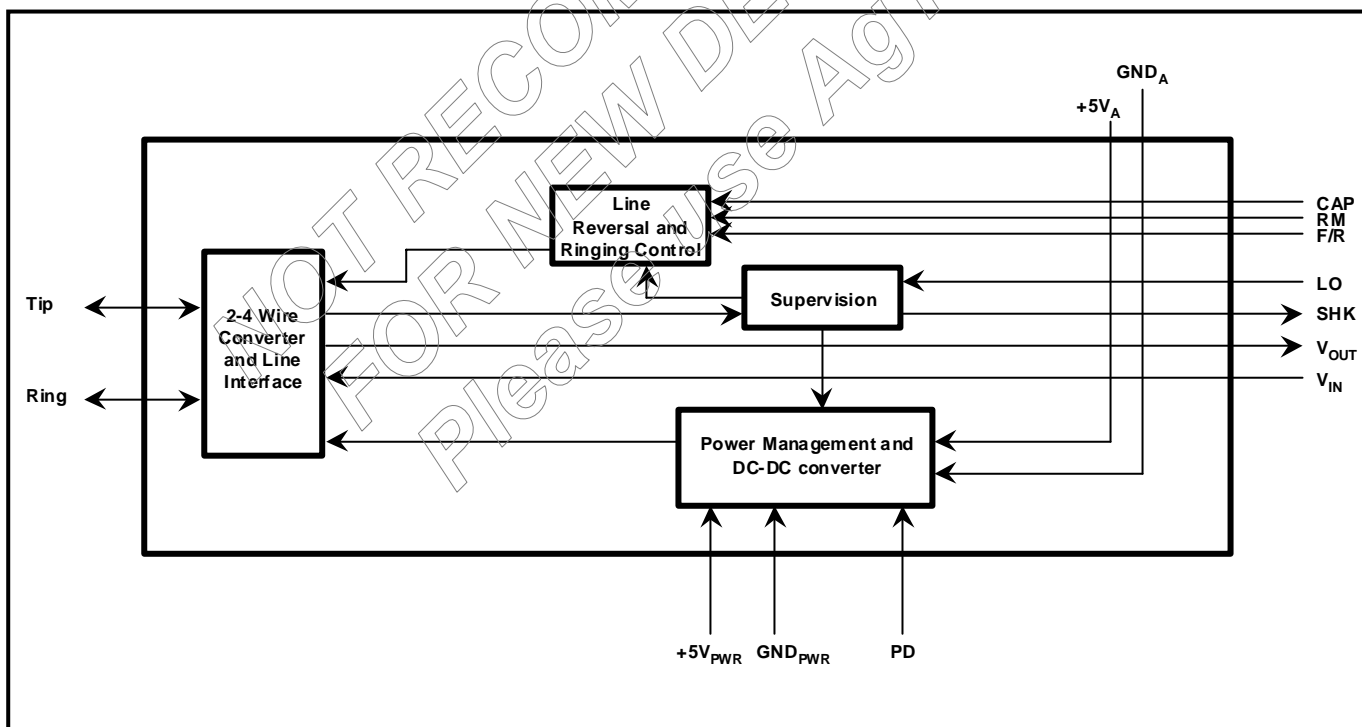 NOT RECOM
FOR NEW DE
Please use Ag
GND_A
+5V_A
Line
Reversal and
Ringing Control
CAP
RM
F/R
Supervision
LO
SHK
V_OUT
V_IN
Tip
Ring
2-4 Wire
Converter
and Line
Interface
Power Management and
DC-DC converter
+5V_PWR
GND_PWR
PD